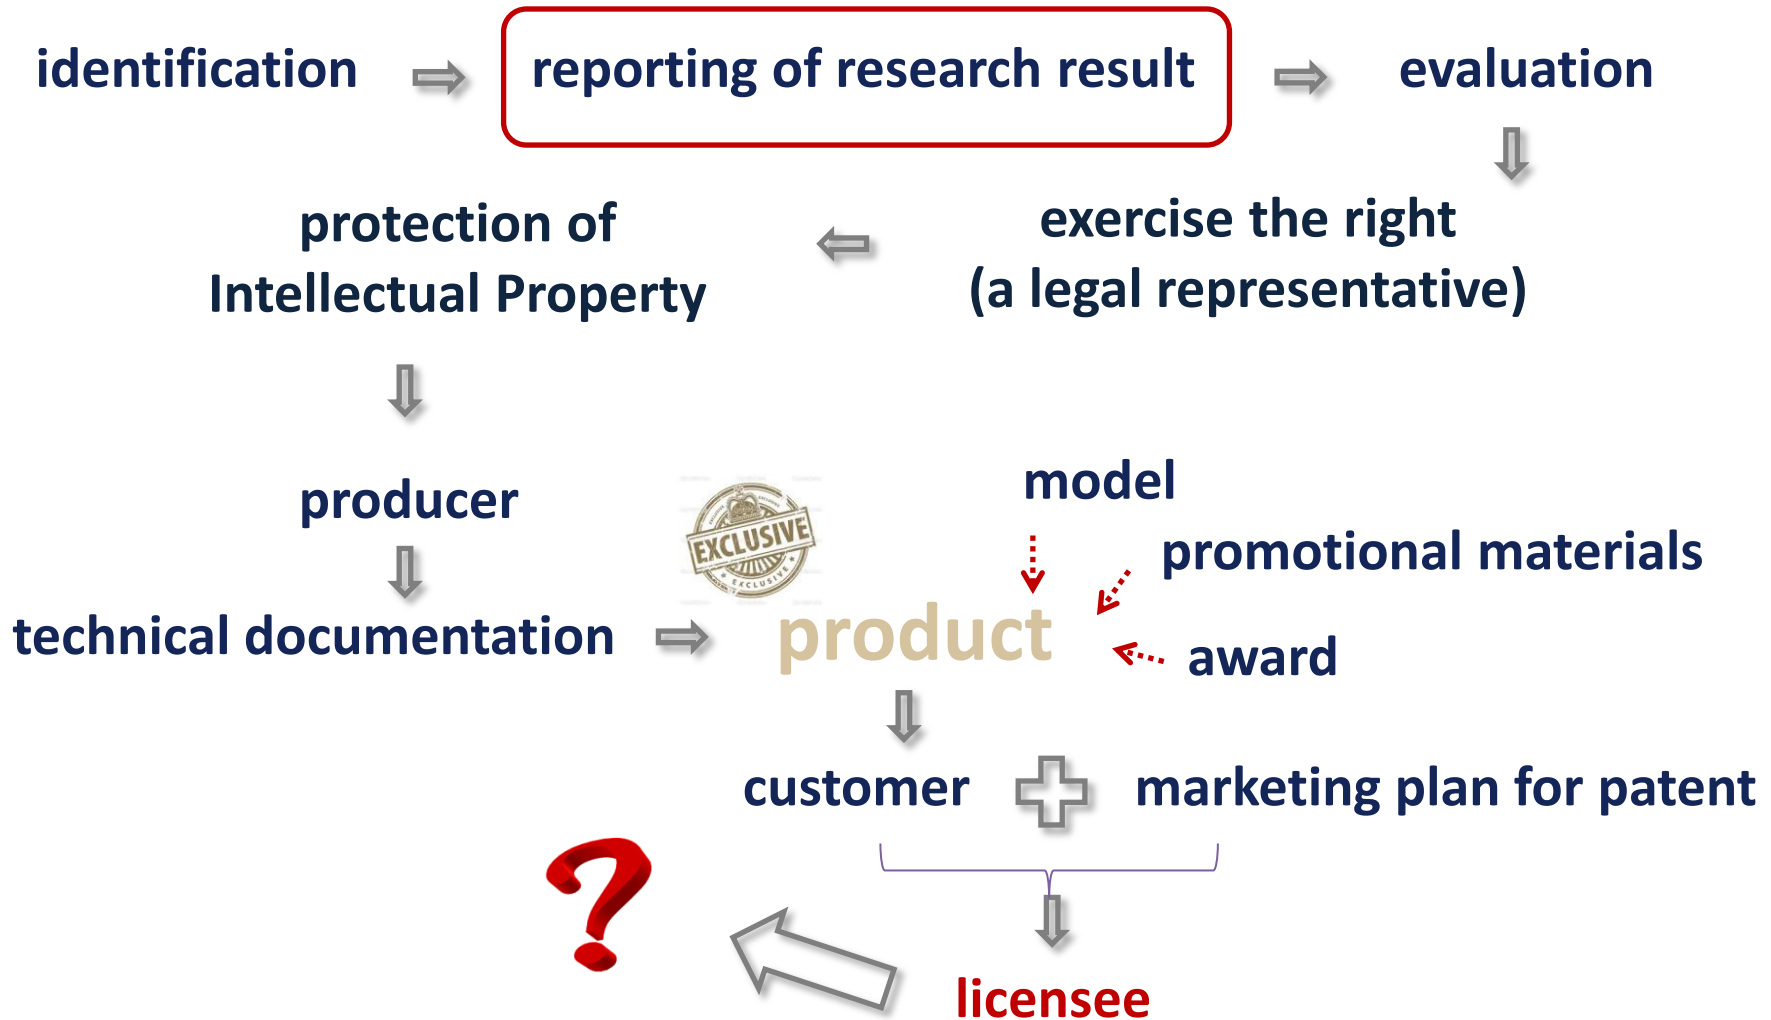 identification
reporting of research result
evaluation
protection of
Intellectual Property
exercise the right
(a legal representative)
producer
EXCLUSIVE
EXCLUSIVE
model
promotional materials
technical documentation
product
award
customer
marketing plan for patent
?
licensee